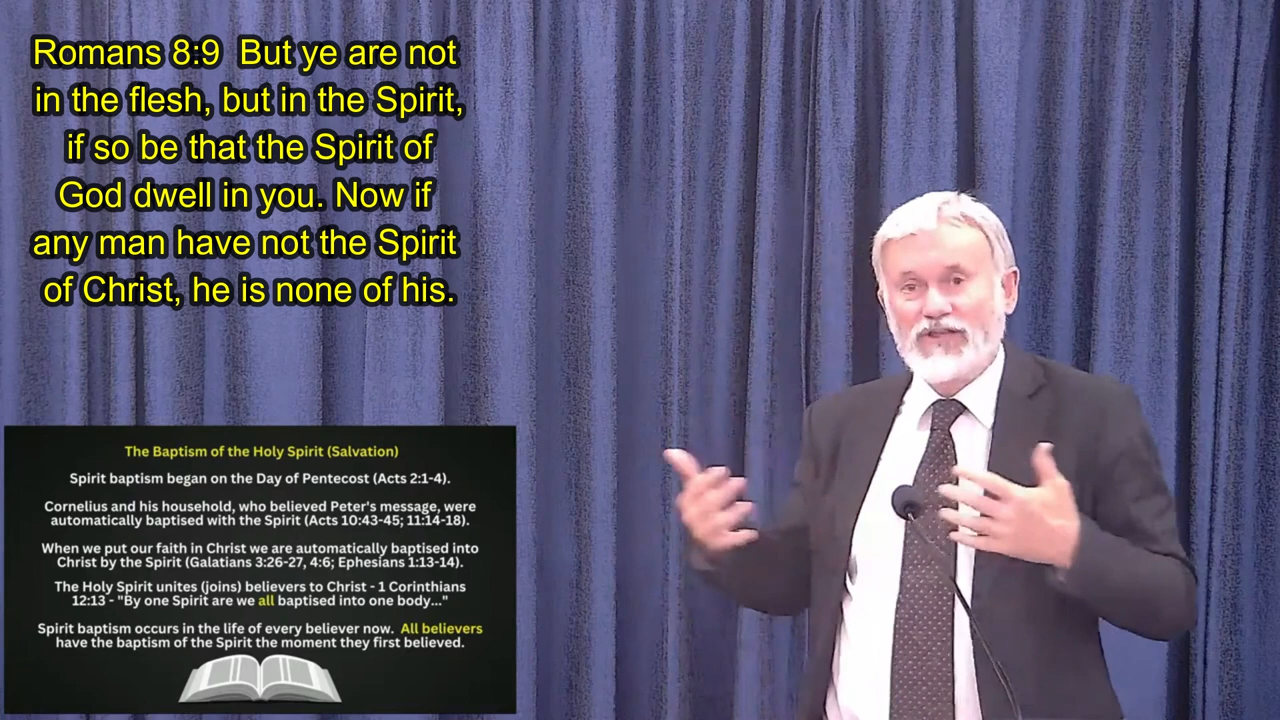 Romans 8:9  But ye are not
in the flesh, but in the Spirit,
if so be that the Spirit of
God dwell in you. Now if
any man have not the Spirit
of Christ, he is none of his.
The Baptism of the Holy Spirit (Salvation)
Spirit baptism began on the Day of Pentecost (Acts 2:1-4).
Cornelius and his household, who believed Peter's message, were
automatically baptised with the Spirit (Acts 10:43-45; 11:14-18).
When we put our faith in Christ we are automatically baptised into
Christ by the Spirit (Galatians 3:26-27, 4:6; Ephesians 1:13-14).
The Holy Spirit unites (joins) believers to Christ - 1 Corinthians
12:13 - "By one Spirit are we all baptised into one body..."
Spirit baptism occurs in the life of every believer now.  All believers
have the baptism of the Spirit the moment they first believed.